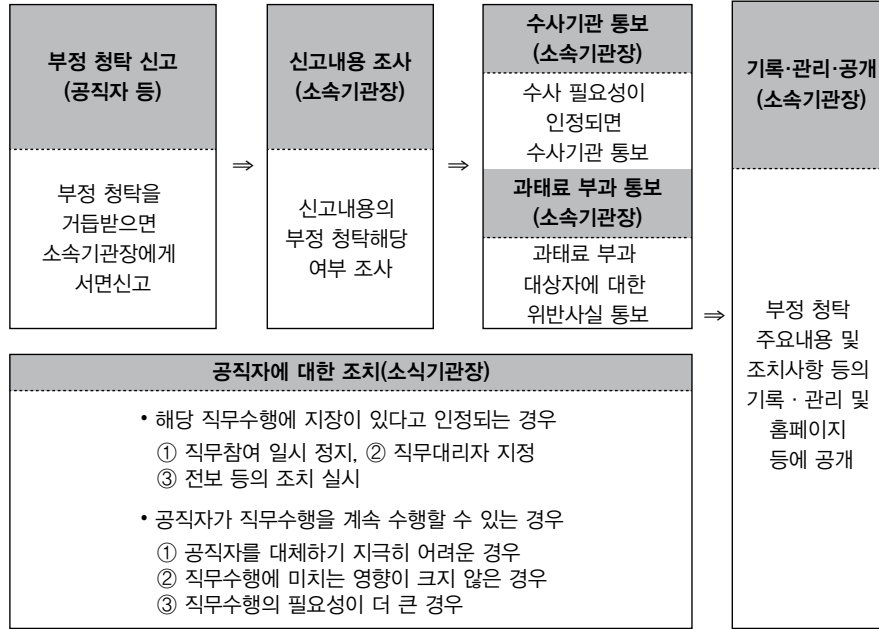 부정 청탁 신고
(공직자 등)
부정 청탁을
거듭받으면
소속기관장에게
서면신고
⇒
신고내용 조사
(소속기관장)
신고내용의
부정 청탁해당
여부 조사
⇒
수사기관 통보
(소속기관장)
수사 필요성이
인정되면
수사기관 통보
과태료 부과 통보
(소속기관장)
과태료 부과
대상자에 대한
위반사실 통보
⇒
기록·관리·공개
(소속기관장)
부정 청탁
주요내용 및
조치사항 등의
기록 · 관리 및
홈페이지
등에 공개
공직자에 대한 조치(소식기관장)
• 해당 직무수행에 지장이 있다고 인정되는 경우
① 직무참여 일시 정지, ② 직무대리자 지정
③ 전보 등의 조치 실시
• 공직자가 직무수행을 계속 수행할 수 있는 경우
① 공직자를 대체하기 지극히 어려운 경우
② 직무수행에 미치는 영향이 크지 않은 경우
③ 직무수행의 필요성이 더 큰 경우